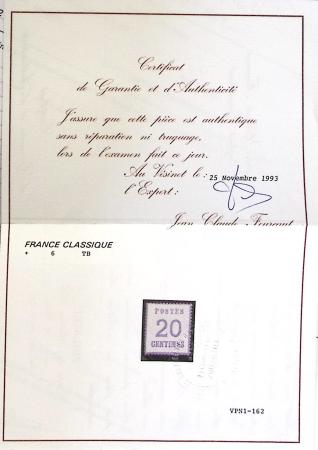 Certificat
de Garantie et d'Authenticité
J'assure que cette pièce est authentique
sans réparation ni truquage,
lors de l'examen fait ce jour.
Au Vésinet le : 25 Novembre 1993
l'Expert :
Jean Claude
FRANCE CLASSIQUE
+ 6 TB
POSTES
20
CENTIMES
VPN1-162